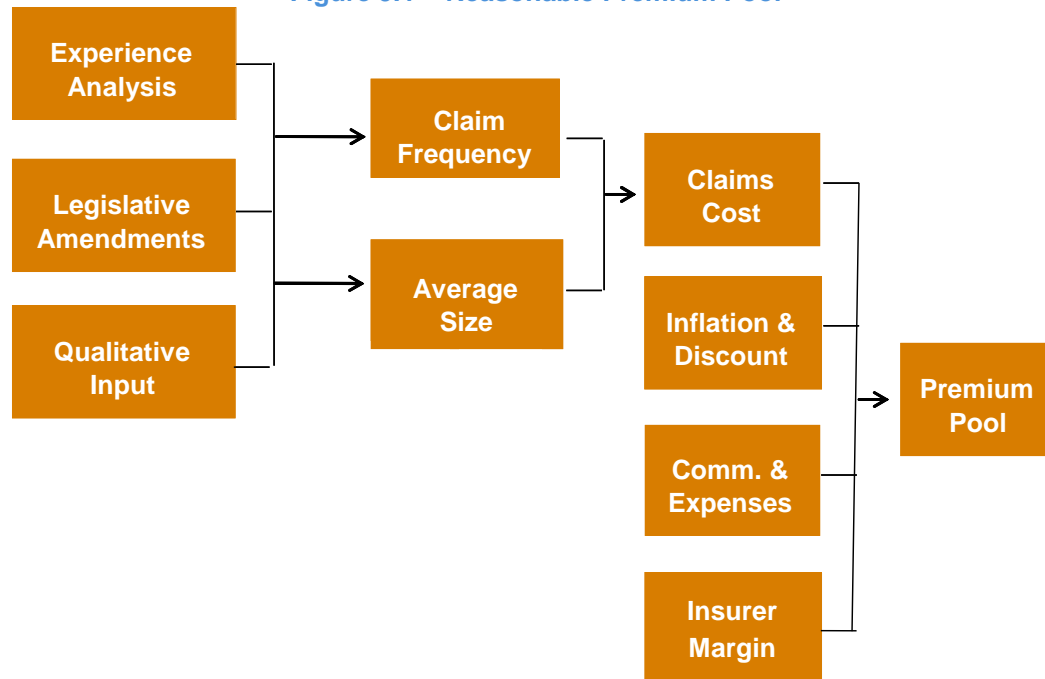 Experience
Analysis
Legislative
Amendments
Qualitative
Input
Claim
Frequency
Average
Size
Claims
Cost
Inflation &
Discount
Comm. &
Expenses
Insurer
Margin
Premium
Pool